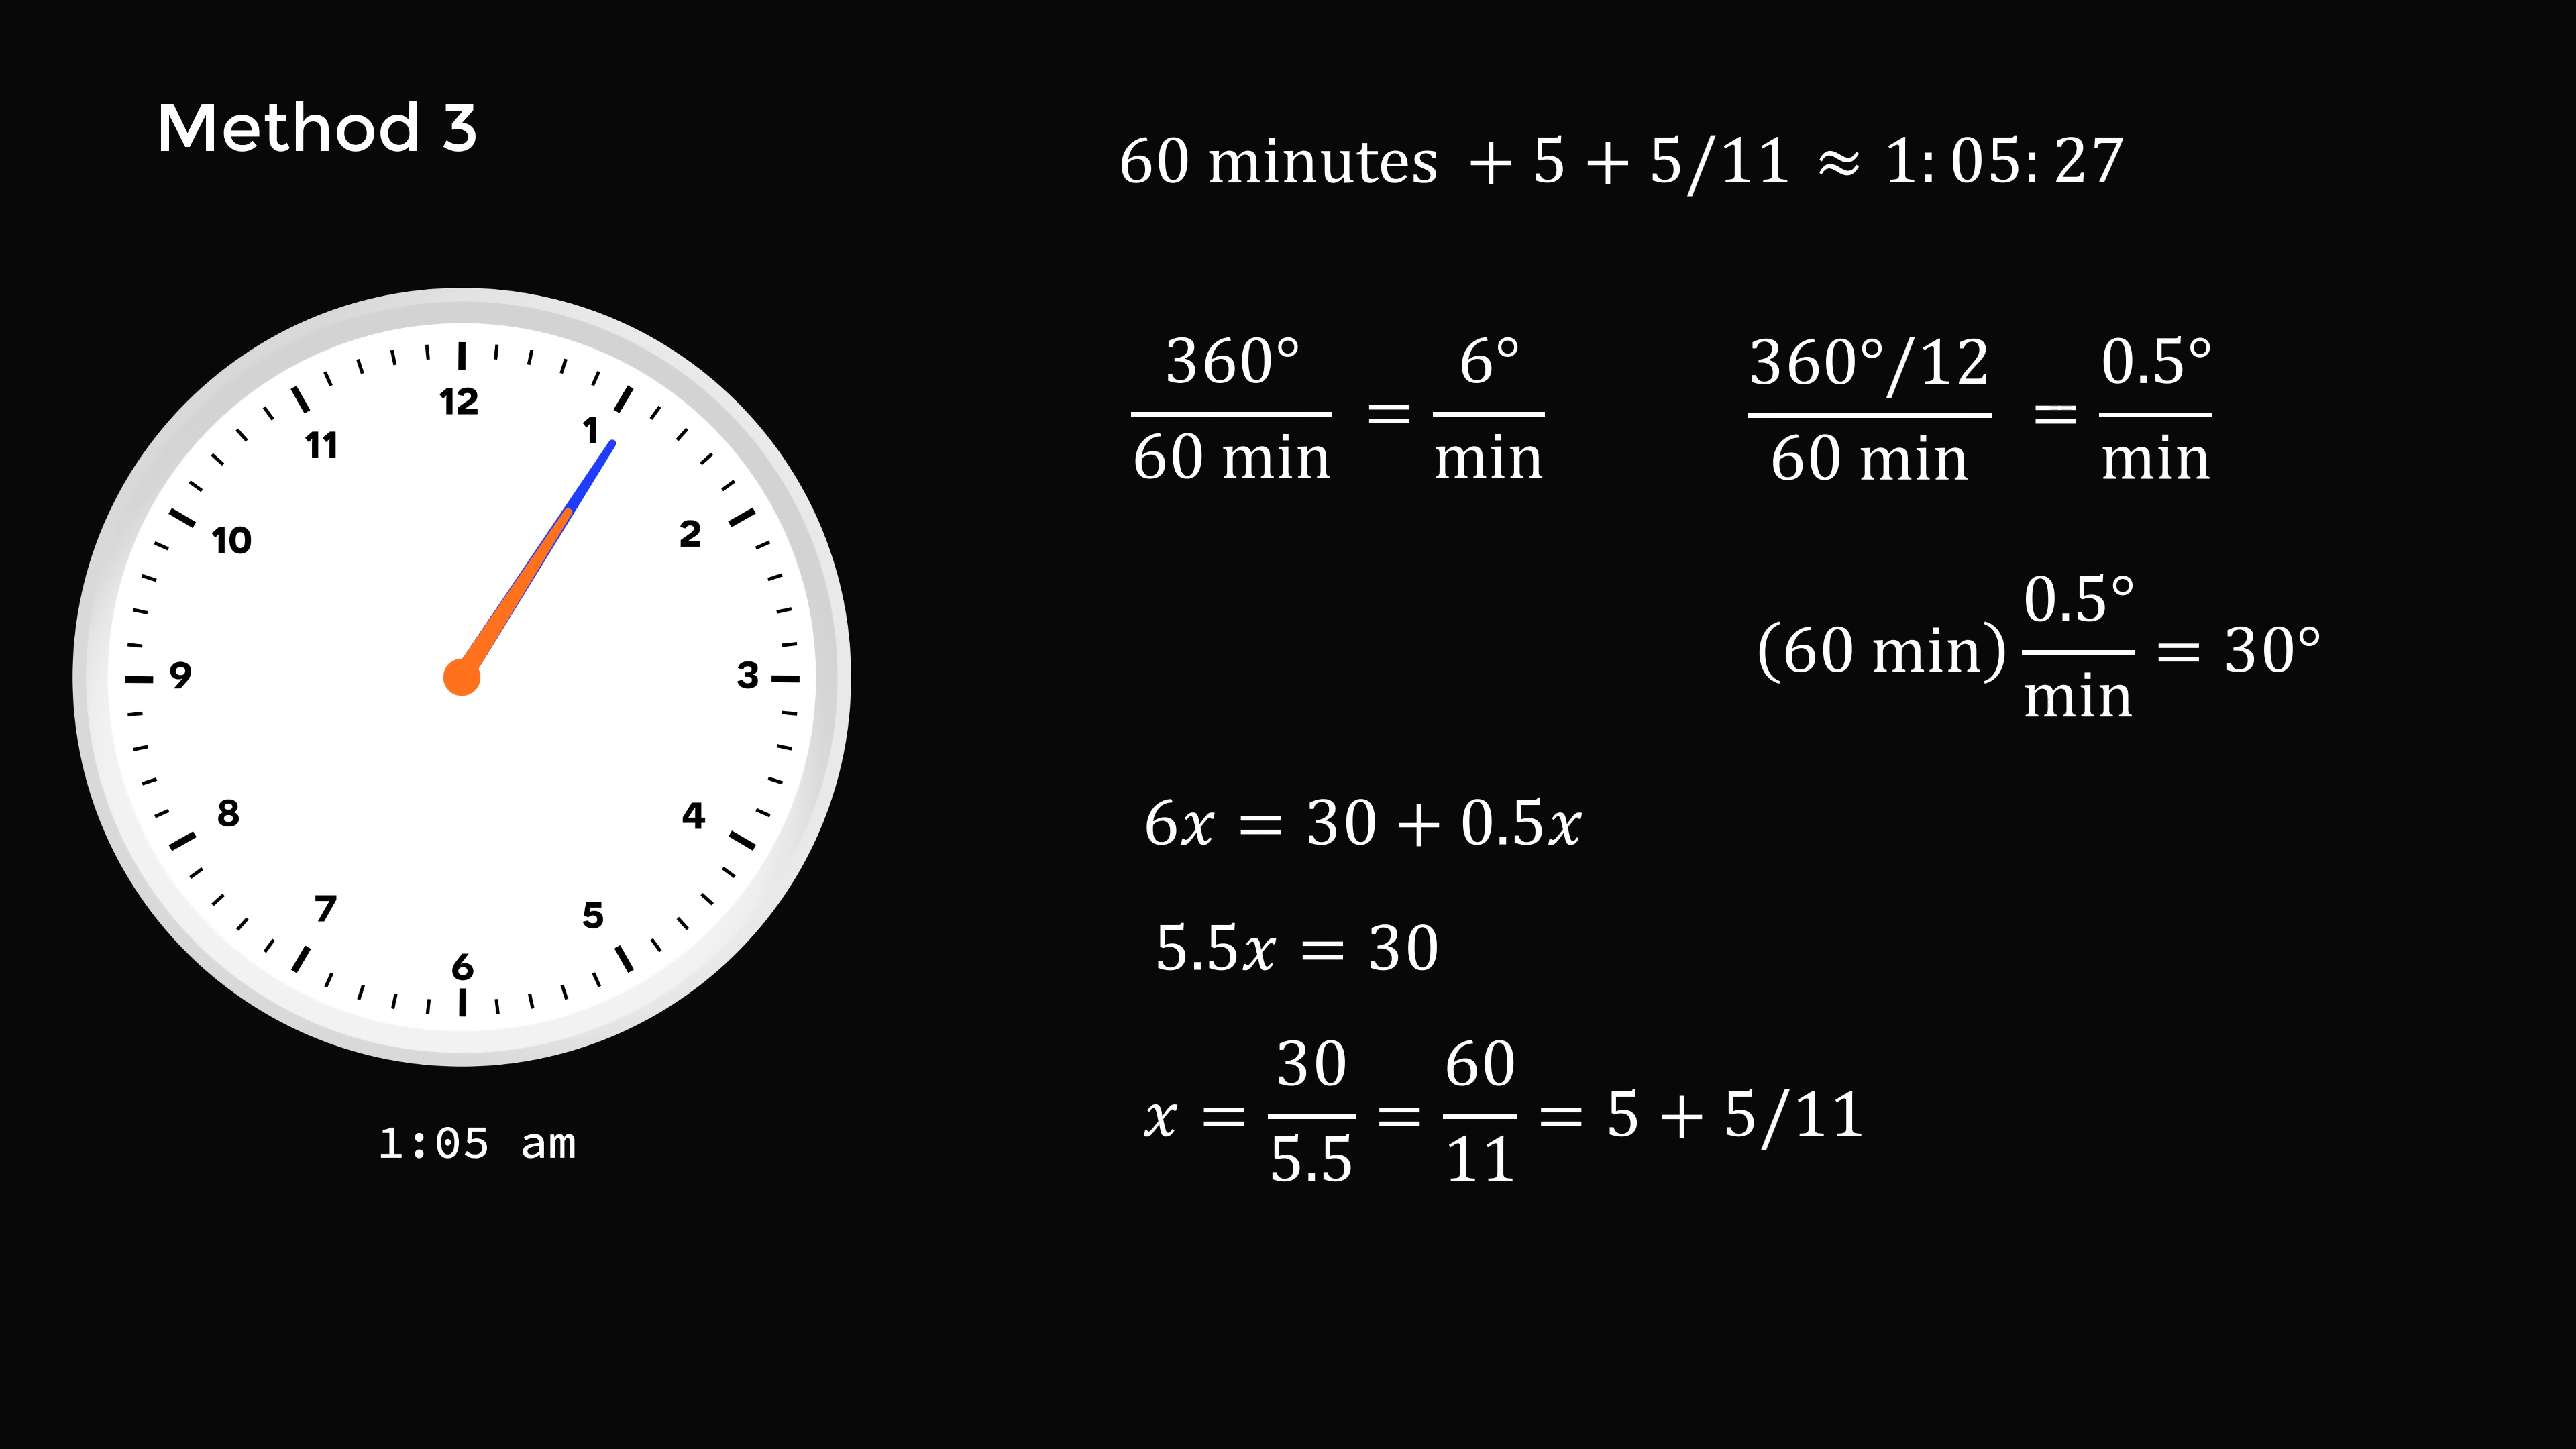 Method 3
60 minutes + 5 + 5/11 ≈ 1:05:27
360°/60 min = 6°/min
360°/12/60 min = 0.5°/min
(60 min) 0.5°/min = 30°
6x = 30 + 0.5x
5.5x = 30
x = 30/5.5 = 60/11 = 5 + 5/11
12
1
2
3
4
5
6
7
8
9
10
11
1:05 am